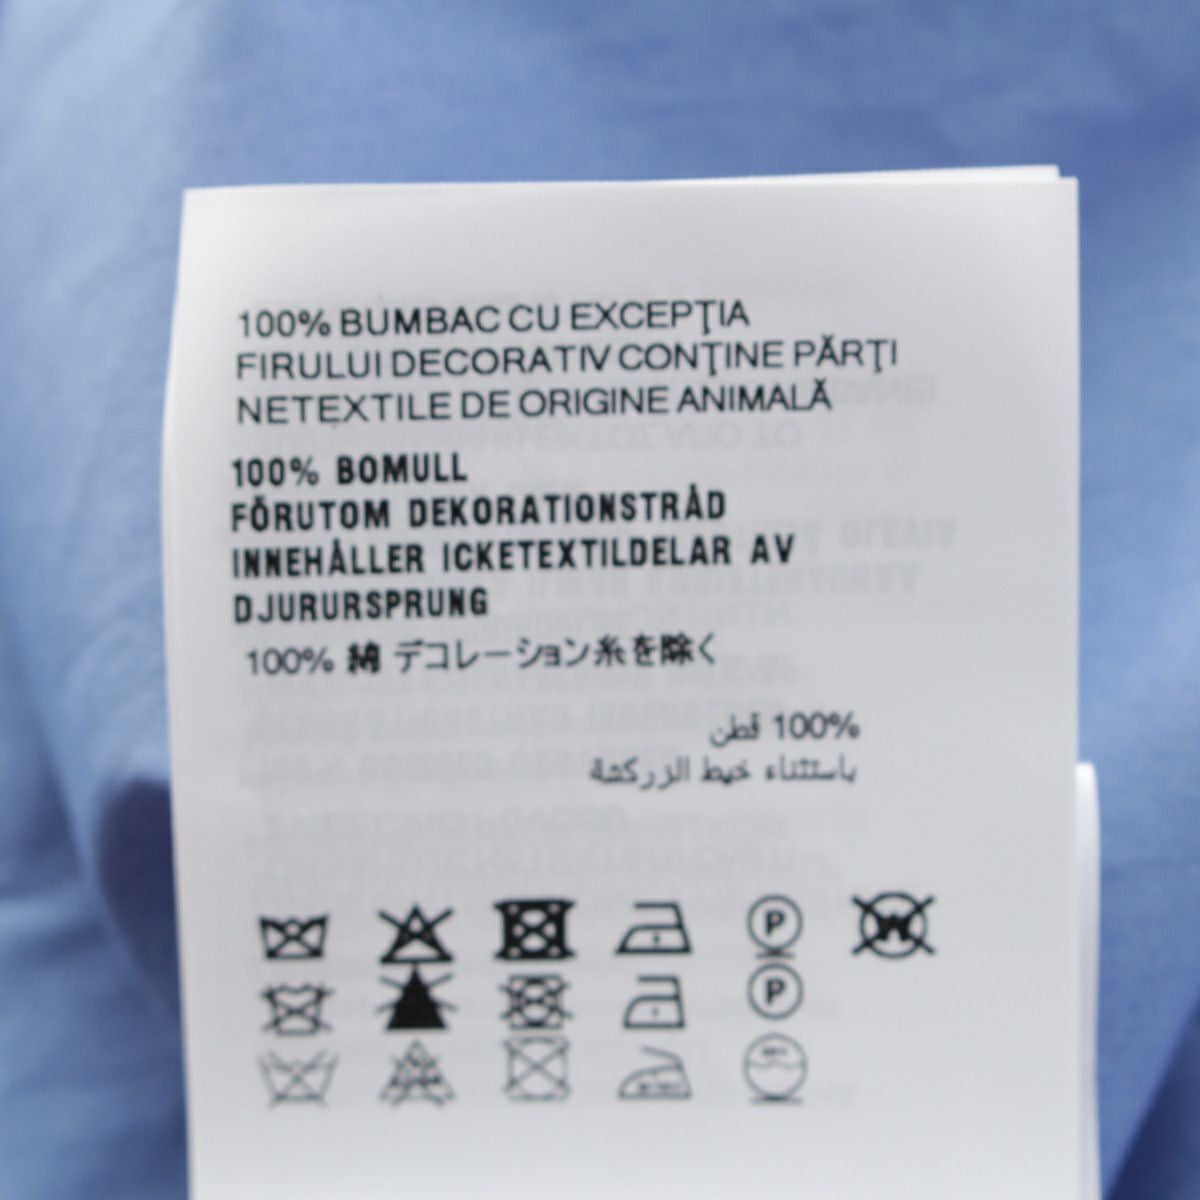 100% BUMBAC CU EXCEPŢIA
FIRULUI DECORATIV CONŢINE PĂRŢI
NETEXTILE DE ORIGINE ANIMALĂ
100% BOMULL
FÖRUTOM DEKORATIONSTRÅD
INNEHÅLLER ICKETEXTILDELAR AV
DJURURSPRUNG
100% 綿 デコレーション糸を除く
100% قطن
باستثناء خيط الزركشة
P W
P